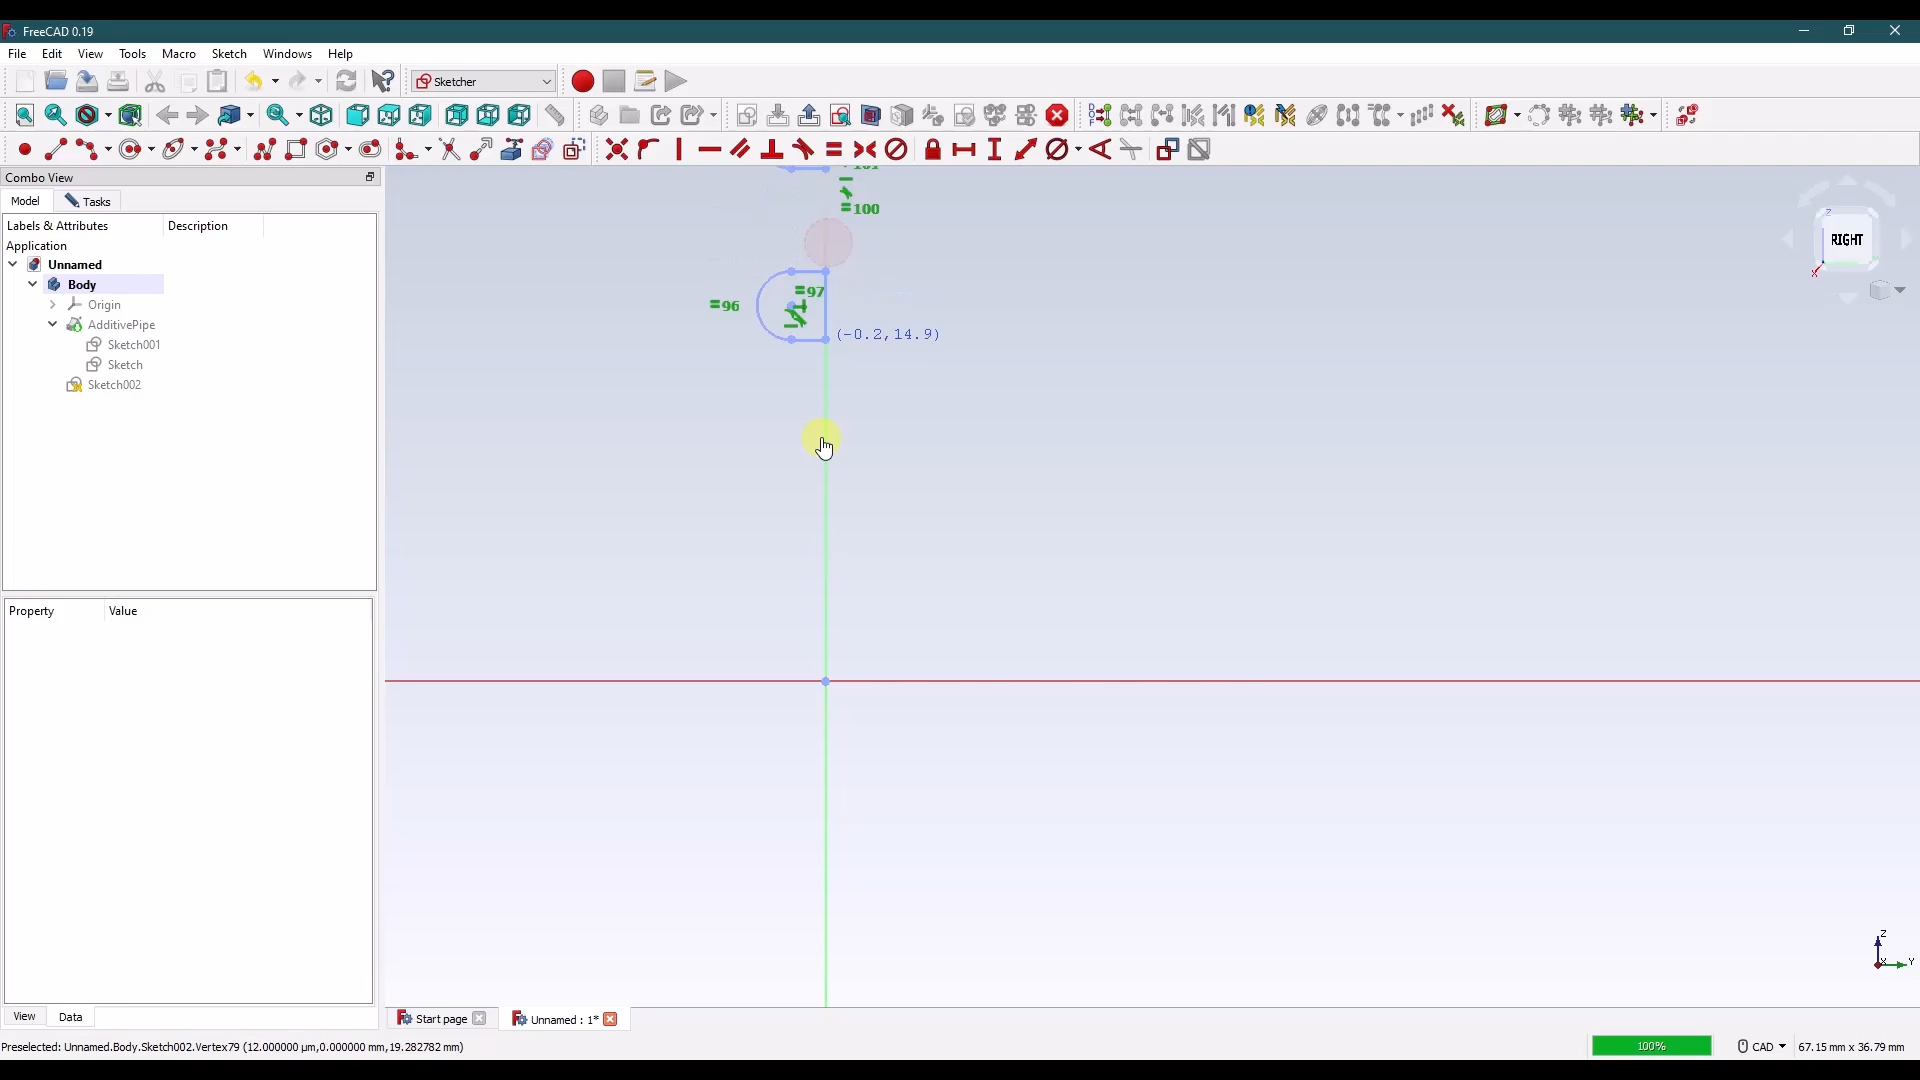 FreeCAD 0.19
File Edit View Tools Macro Sketch Windows Help
Sketcher
Combo View
Model Tasks
Labels & Attributes Description
Application
Unnamed
Body
Origin
AdditivePipe
Sketch001
Sketch
Sketch002
=100
=97
=96
(-0.2,14.9)
RIGHT
Z
X
Property Value
Z
X
Y
View Data
Start page
Unnamed : 1*
Preselected: Unnamed.Body.Sketch002.Vertex79 (12.000000 µm,0.000000 mm,19.282782 mm)
100%
CAD
67.15 mm x 36.79 mm